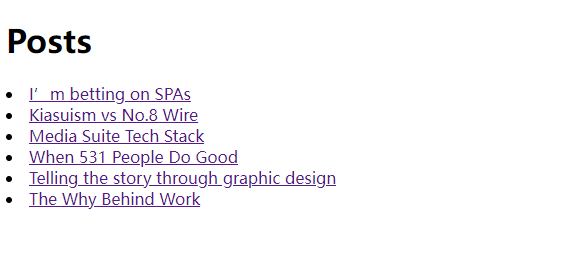 Posts
I’m betting on SPAs
Kiasuism vs No.8 Wire
Media Suite Tech Stack
When 531 People Do Good
Telling the story through graphic design
The Why Behind Work